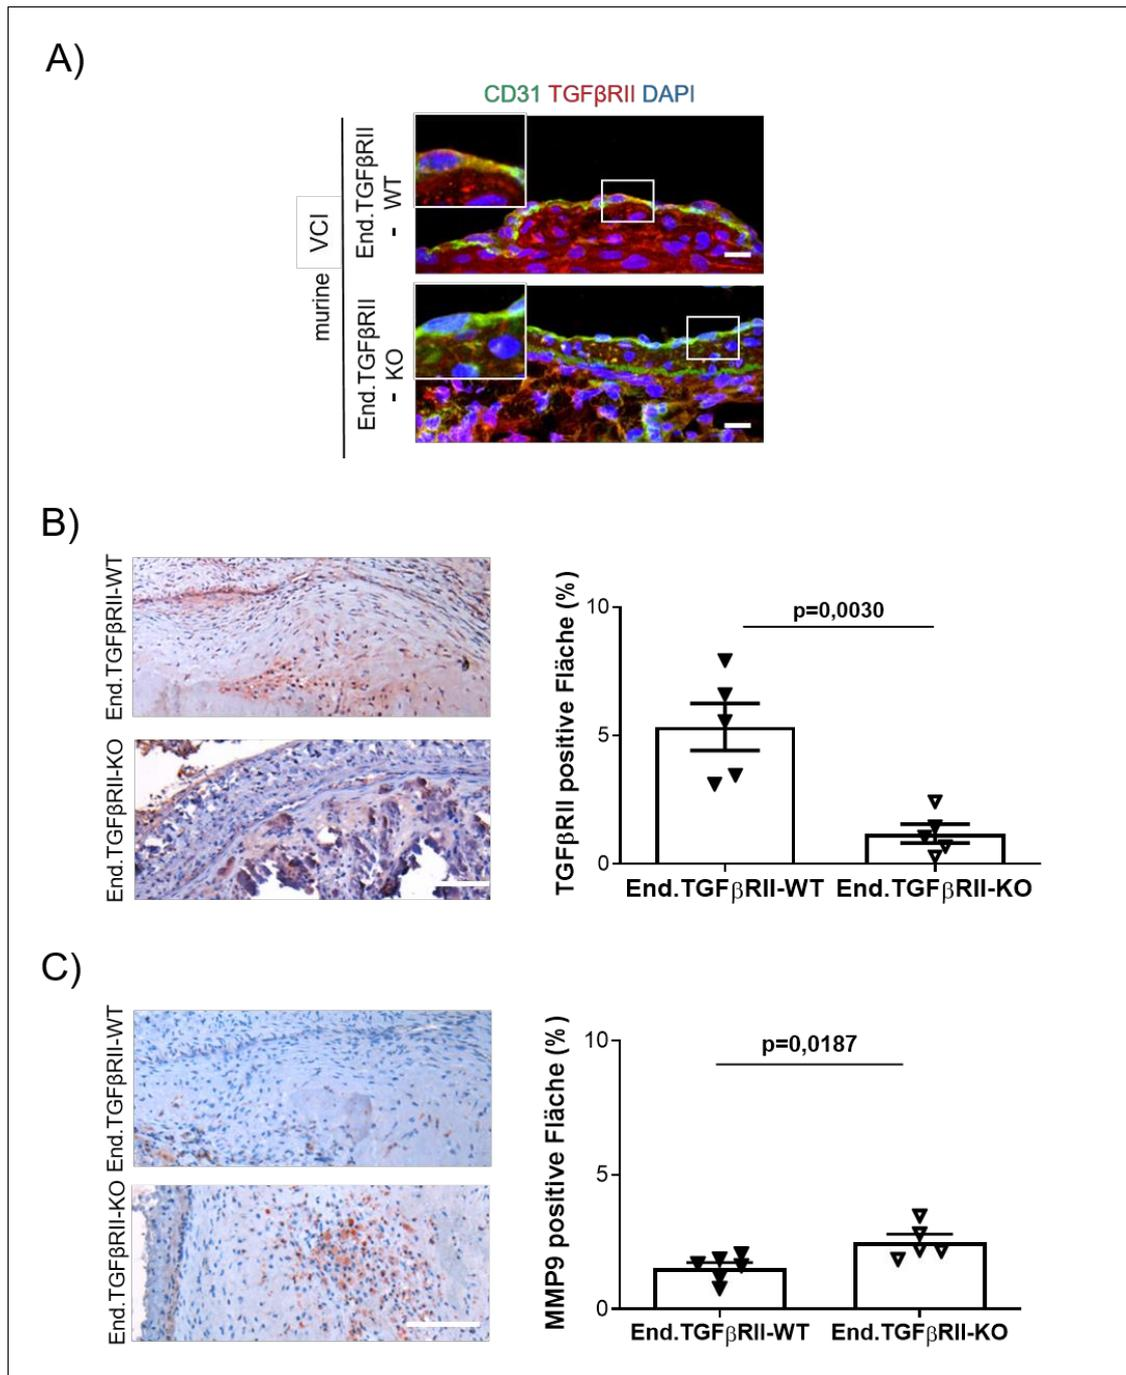 A)
CD31 TGFβRII DAPI
murine VCI
End.TGFβRII
- WT
End.TGFβRII
- KO
B)
End.TGFβRII-WT
End.TGFβRII-KO
TGFβRII positive Fläche (%)
10
5
0
p=0,0030
End.TGFβRII-WT End.TGFβRII-KO
C)
End.TGFβRII-WT
End.TGFβRII-KO
MMP9 positive Fläche (%)
10
5
0
p=0,0187
End.TGFβRII-WT End.TGFβRII-KO